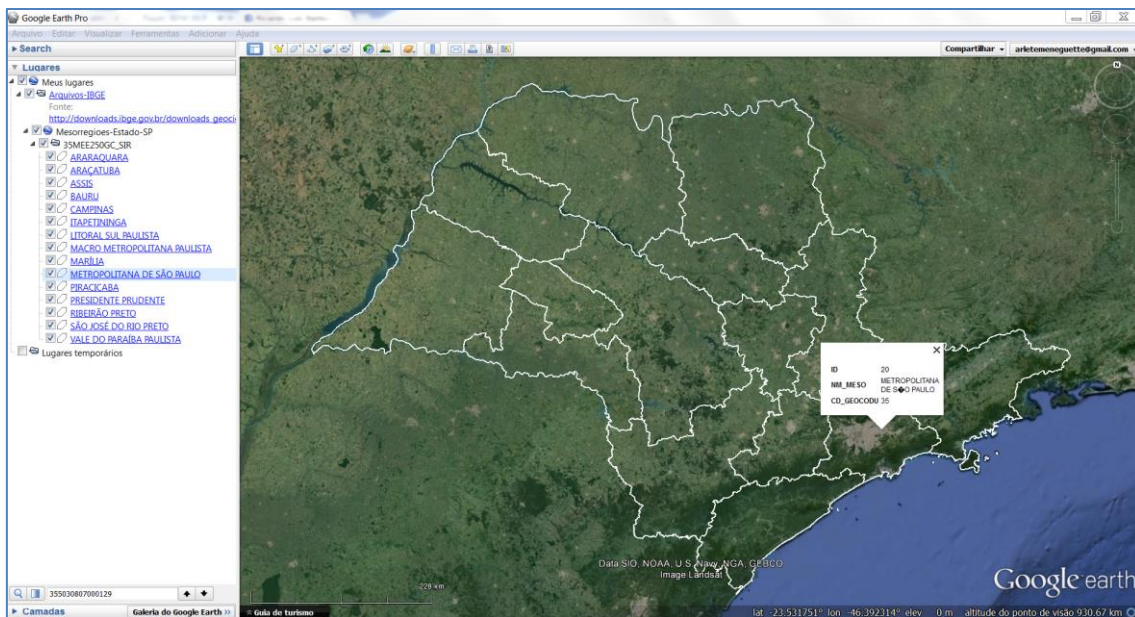 Google Earth Pro
Arquivo Editar Visualizar Ferramentas Adicionar Ajuda
Search
Compartilhar
arletemeneguette@gmail.com
Lugares
Meus lugares
Arquivos-IBGE
Fonte:
http://downloads.ibge.gov.br/downloads_geoci
Mesorregioes-Estado-SP
35MEE250GC_SIR
ARARAQUARA
ARAÇATUBA
ASSIS
BAURU
CAMPINAS
ITAPETININGA
LITORAL SUL PAULISTA
MACRO METROPOLITANA PAULISTA
MARÍLIA
METROPOLITANA DE SÃO PAULO
PIRACICABA
PRESIDENTE PRUDENTE
RIBEIRÃO PRETO
SÃO JOSÉ DO RIO PRETO
VALE DO PARAÍBA PAULISTA
Lugares temporários
N
ID 20
NM_MESO METROPOLITANA
DE S�O PAULO
CD_GEOCODU 35
Data SIO, NOAA, U.S. Navy, NGA, GEBCO
Image Landsat
228 km
Google earth
355030807000129
Camadas
Galeria do Google Earth >>
Guia de turismo
lat -23.531751° lon -46.392314° elev 0 m altitude do ponto de visão 930.67 km